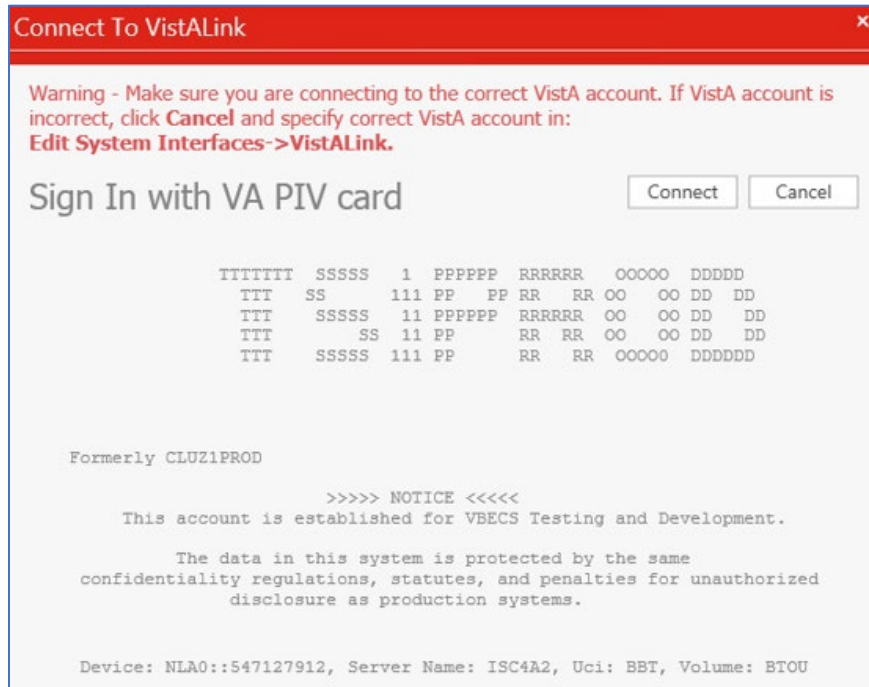 Connect To VistALink
×
Warning - Make sure you are connecting to the correct VistA account. If VistA account is
incorrect, click Cancel and specify correct VistA account in:
Edit System Interfaces->VistALink.
Sign In with VA PIV card
Connect
Cancel
TTTTTTT  SSSSS   1  PPPPPP  RRRRRR   OOOOO  DDDDD
  TTT   SS      111 PP   PP RR   RR OO   OO DD  DD
  TTT    SSSSS   11 PPPPPP  RRRRRR  OO   OO DD   DD
  TTT        SS  11 PP      RR  RR  OO   OO DD   DD
  TTT    SSSSS  111 PP      RR   RR  OOOOO  DDDDDD
Formerly CLUZ1PROD
>>>>> NOTICE <<<<<
This account is established for VBECS Testing and Development.
The data in this system is protected by the same
confidentiality regulations, statutes, and penalties for unauthorized
disclosure as production systems.
Device: NLA0::547127912, Server Name: ISC4A2, Uci: BBT, Volume: BTOU